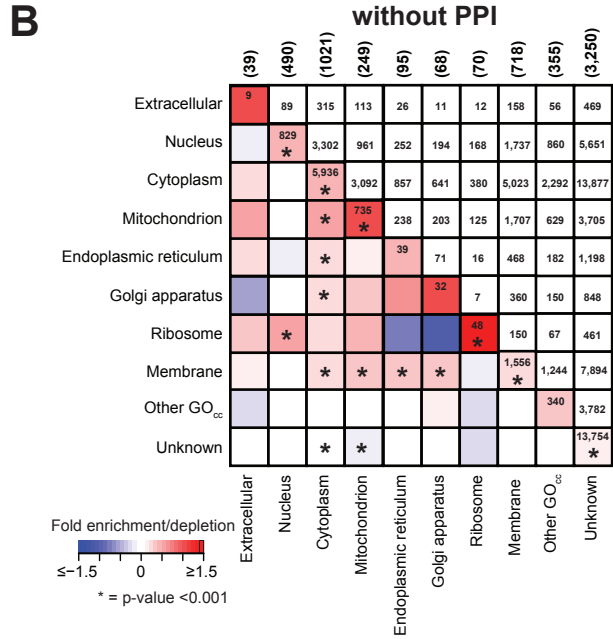 B
without PPI
(39) (490) (1021) (249) (95) (68) (70) (718) (355) (3,250)
Extracellular 9 89 315 113 26 11 12 158 56 469
Nucleus 829 * 3,302 961 252 194 168 1,737 860 5,651
Cytoplasm 5,936 * 3,092 857 641 380 5,023 2,292 13,877
Mitochondrion * 735 * 238 203 125 1,707 629 3,705
Endoplasmic reticulum * 39 71 16 468 182 1,198
Golgi apparatus * 32 7 360 150 848
Ribosome * 48 * 150 67 461
Membrane * * * * 1,556 * 1,244 7,894
Other GOcc 340 3,782
Unknown * * 13,754 *
Extracellular Nucleus Cytoplasm Mitochondrion Endoplasmic reticulum Golgi apparatus Ribosome Membrane Other GOcc Unknown
Fold enrichment/depletion
≤−1.5 0 ≥1.5
* = p-value <0.001